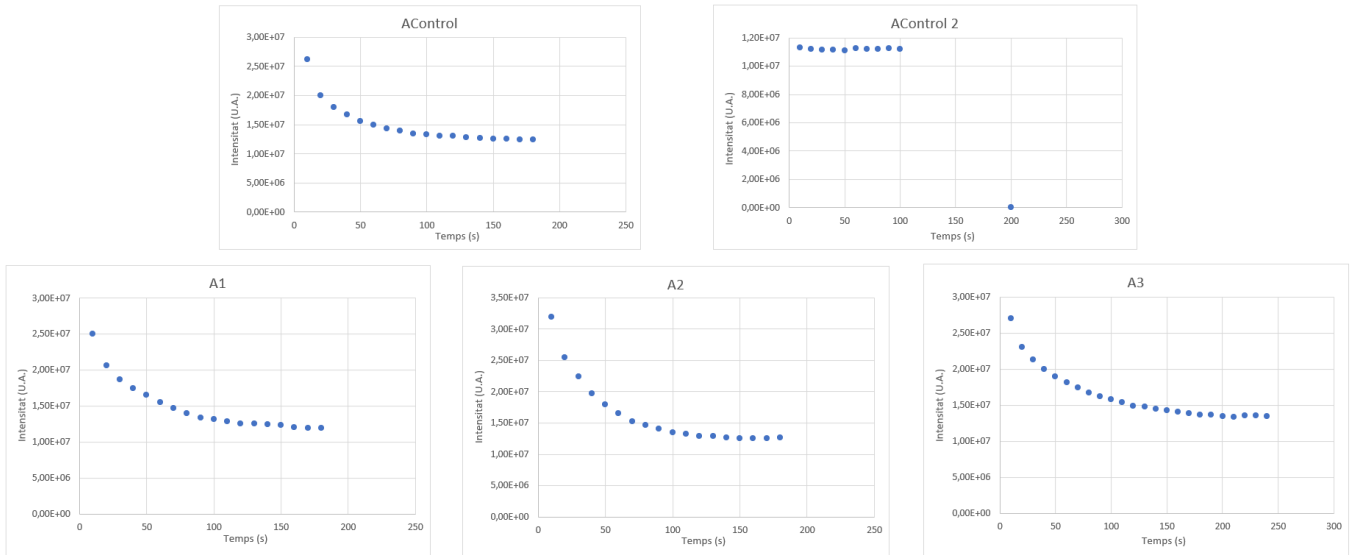 AControl
3,00E+07
2,50E+07
2,00E+07
1,50E+07
1,00E+07
5,00E+06
0,00E+00
Intensitat (U.A.)
0 50 100 150 200 250
Temps (s)
AControl 2
1,20E+07
1,00E+07
8,00E+06
6,00E+06
4,00E+06
2,00E+06
0,00E+00
Intensitat (U.A.)
0 50 100 150 200 250 300
Temps (s)
A1
3,00E+07
2,50E+07
2,00E+07
1,50E+07
1,00E+07
5,00E+06
0,00E+00
Intensitat (U.A.)
0 50 100 150 200 250
Temps (s)
A2
3,50E+07
3,00E+07
2,50E+07
2,00E+07
1,50E+07
1,00E+07
5,00E+06
0,00E+00
Intensitat (U.A.)
0 50 100 150 200 250
Temps (s)
A3
3,00E+07
2,50E+07
2,00E+07
1,50E+07
1,00E+07
5,00E+06
0,00E+00
Intensitat (U.A.)
0 50 100 150 200 250 300
Temps (s)